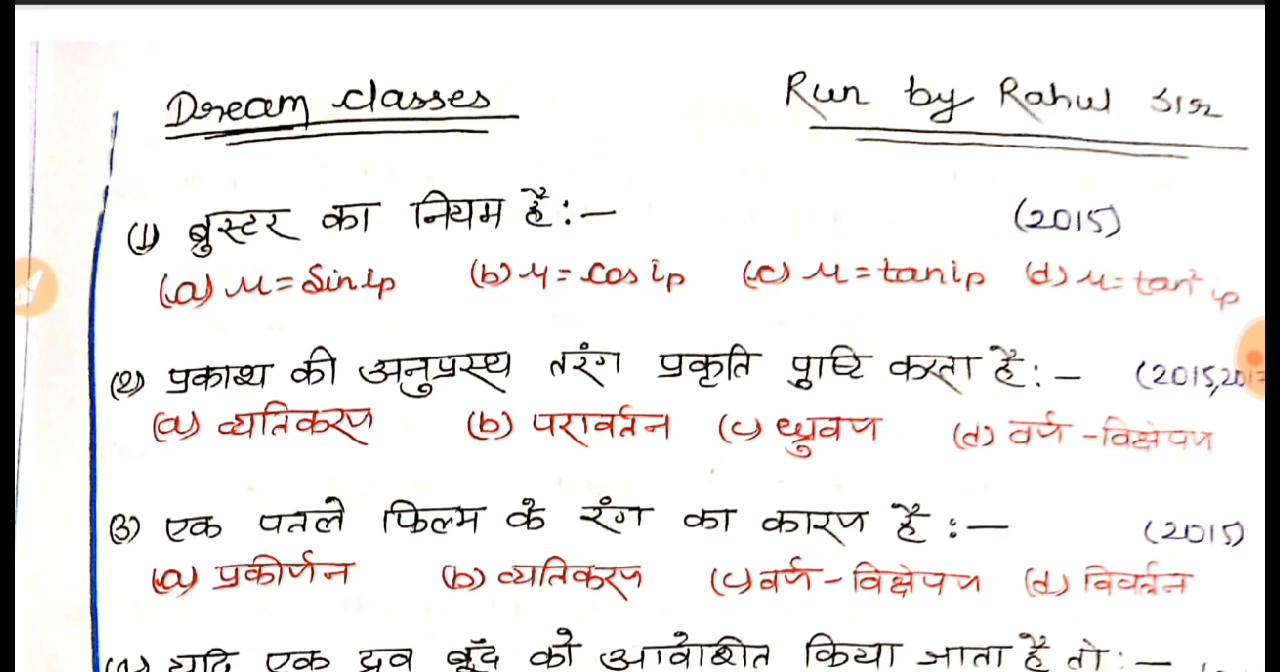 Dream classes
Run by Rahul sir
(1) ब्रुस्टर का नियम है :- (2015)
(a) μ = Sin ip (b) μ = cos ip (c) μ = tan ip (d) μ = tan² ip
(2) प्रकाश की अनुप्रस्थ तरंग प्रकृति पुष्टि करता है :- (2015,
(a) व्यतिकरण (b) परावर्तन (c) ध्रुवण (d) वर्ण-विक्षेपण
(3) एक पतले फिल्म के रंग का कारण है :- (2015)
(a) प्रकीर्णन (b) व्यतिकरण (c) वर्ण-विक्षेपण (d) विवर्तन
यदि एक द्रव बूँद को आवेशित किया जाता है तो :-